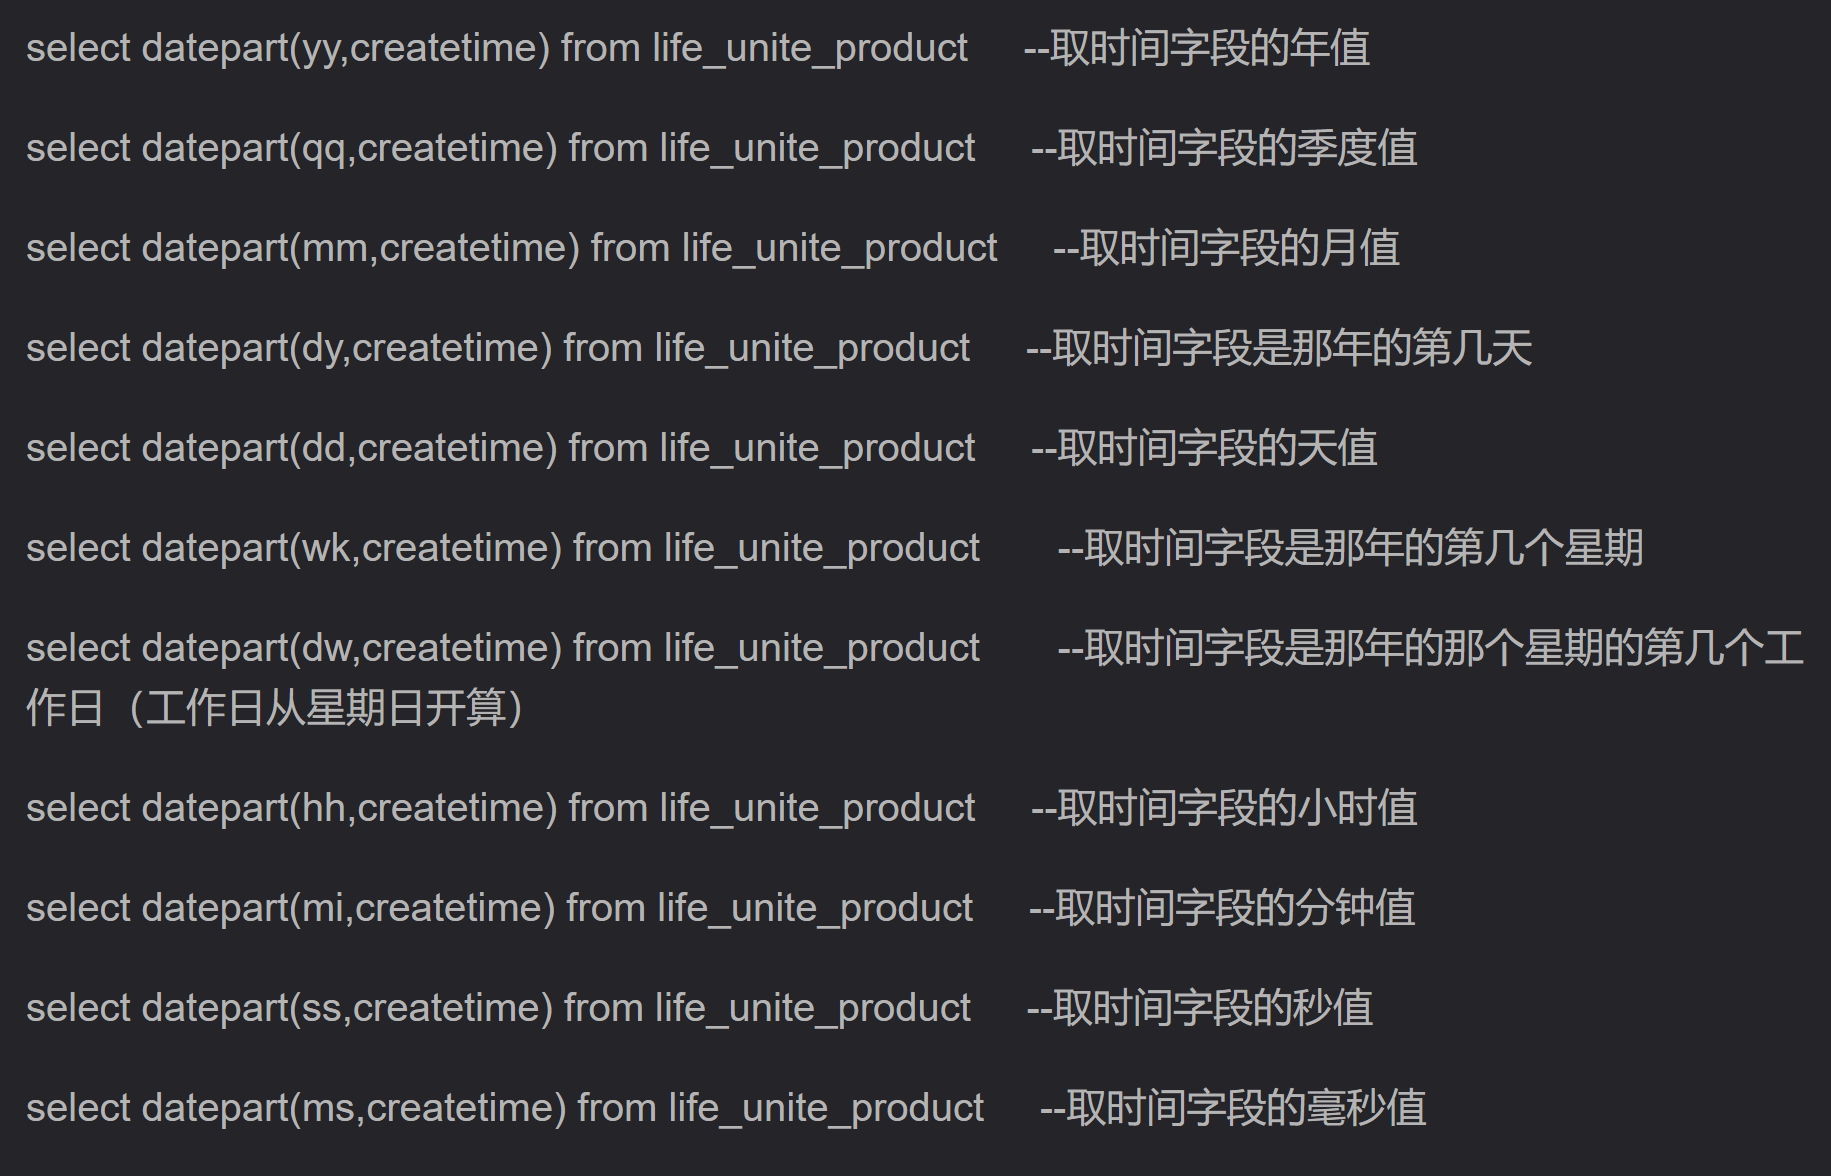 select datepart(yy,createtime) from life_unite_product --取时间字段的年值
select datepart(qq,createtime) from life_unite_product --取时间字段的季度值
select datepart(mm,createtime) from life_unite_product --取时间字段的月值
select datepart(dy,createtime) from life_unite_product --取时间字段是那年的第几天
select datepart(dd,createtime) from life_unite_product --取时间字段的天值
select datepart(wk,createtime) from life_unite_product --取时间字段是那年的第几个星期
select datepart(dw,createtime) from life_unite_product --取时间字段是那年的那个星期的第几个工
作日（工作日从星期日开算）
select datepart(hh,createtime) from life_unite_product --取时间字段的小时值
select datepart(mi,createtime) from life_unite_product --取时间字段的分钟值
select datepart(ss,createtime) from life_unite_product --取时间字段的秒值
select datepart(ms,createtime) from life_unite_product --取时间字段的毫秒值